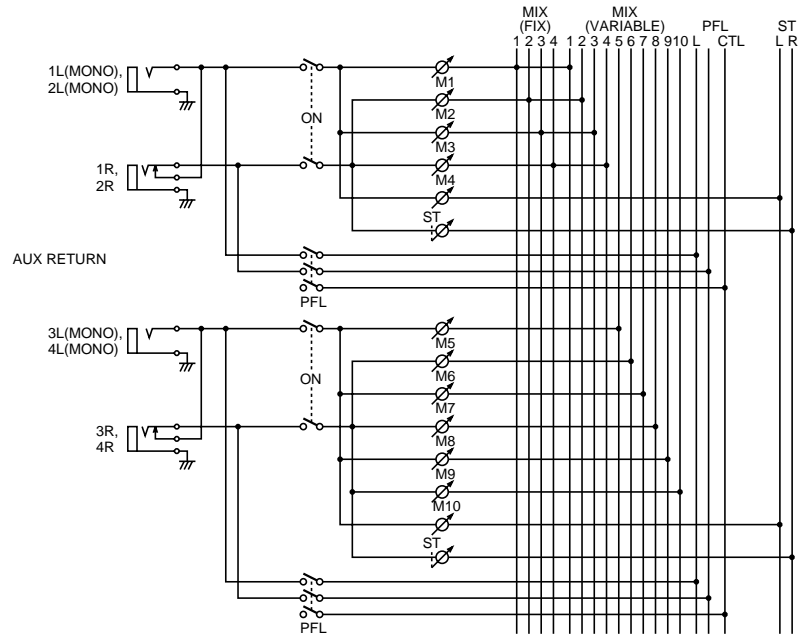 MIX
(FIX)
MIX
(VARIABLE)
PFL
ST
1 2 3 4 1 2 3 4 5 6 7 8 9 10 L
CTL
L R
1L(MONO),
2L(MONO)
M1
M2
ON
M3
1R,
2R
M4
ST
AUX RETURN
PFL
3L(MONO),
4L(MONO)
M5
M6
ON
M7
3R,
4R
M8
M9
M10
ST
PFL